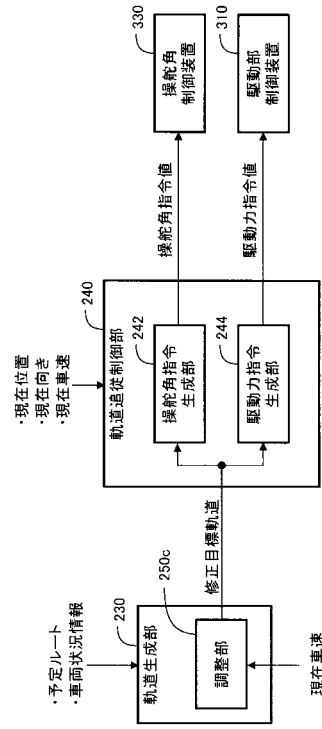 ・予定ルート
・車両状況情報
230
軌道生成部
250c
調整部
現在車速
修正目標軌道
・現在位置
・現在向き
・現在車速
240
軌道追従制御部
242
操舵角指令
生成部
244
駆動力指令
生成部
操舵角指令値
駆動力指令値
330
操舵角
制御装置
310
駆動部
制御装置